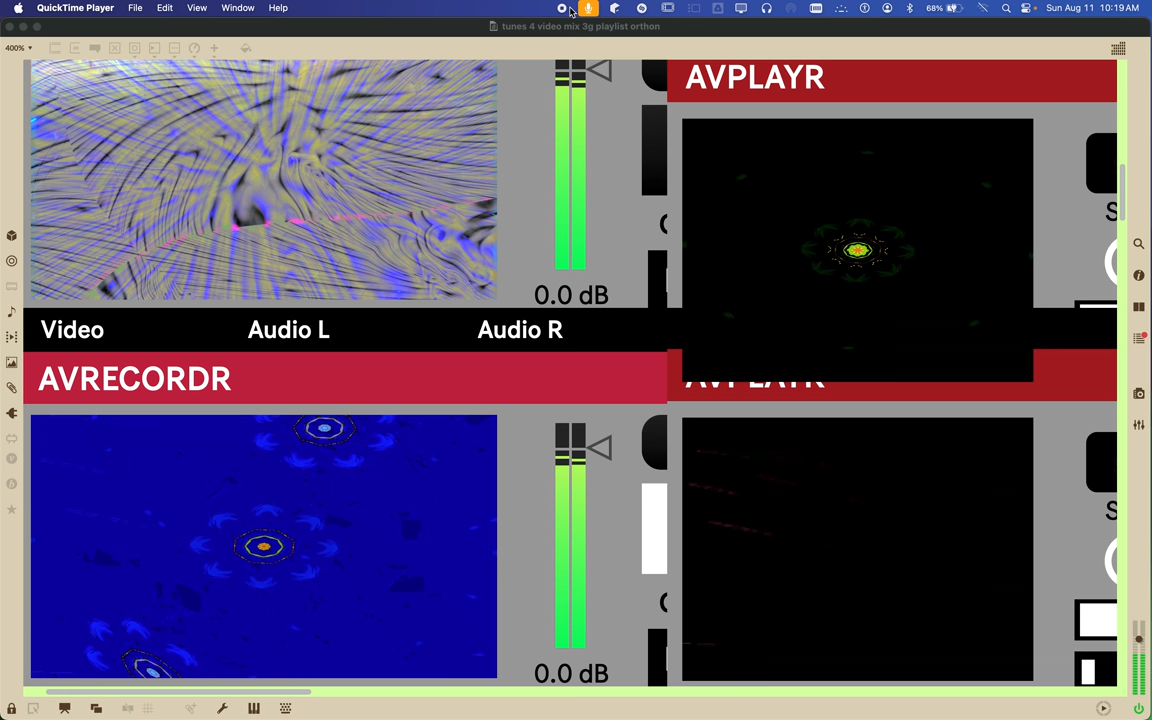 QuickTime Player File Edit View Window Help 68% Sun Aug 11 10:19 AM
tunes 4 video mix 3g playlist orthon
400%
AVPLAYR
S
0.0 dB
Video Audio L Audio R
AVRECORDR
AVPLAYR
S
0.0 dB